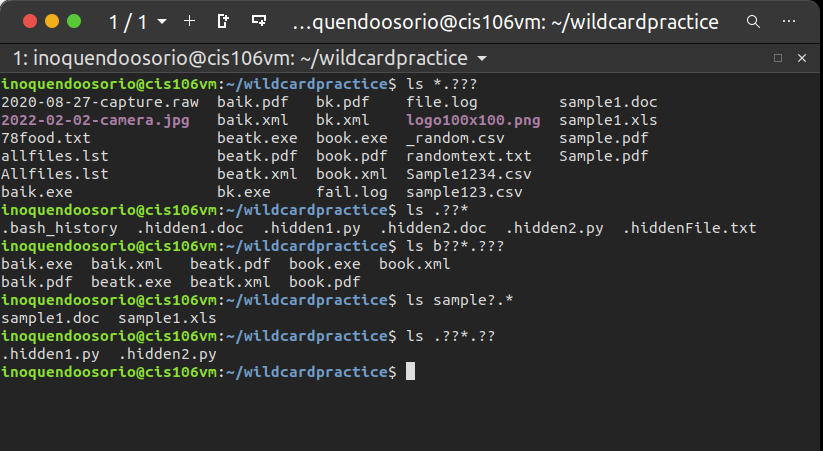 1 / 1 ...quendoosorio@cis106vm: ~/wildcardpractice
1: inoquendoosorio@cis106vm: ~/wildcardpractice
inoquendoosorio@cis106vm:~/wildcardpractice$ ls *.???
2020-08-27-capture.raw baik.pdf bk.pdf file.log sample1.doc
2022-02-02-camera.jpg baik.xml bk.xml logo100x100.png sample1.xls
78food.txt beatk.exe book.exe _random.csv sample.pdf
allfiles.lst beatk.pdf book.pdf randomtext.txt Sample.pdf
Allfiles.lst beatk.xml book.xml Sample1234.csv
baik.exe bk.exe fail.log sample123.csv
inoquendoosorio@cis106vm:~/wildcardpractice$ ls .??*
.bash_history .hidden1.doc .hidden1.py .hidden2.doc .hidden2.py .hiddenFile.txt
inoquendoosorio@cis106vm:~/wildcardpractice$ ls b??*.???
baik.exe baik.xml beatk.pdf book.exe book.xml
baik.pdf beatk.exe beatk.xml book.pdf
inoquendoosorio@cis106vm:~/wildcardpractice$ ls sample?.*
sample1.doc sample1.xls
inoquendoosorio@cis106vm:~/wildcardpractice$ ls .??*.??
.hidden1.py .hidden2.py
inoquendoosorio@cis106vm:~/wildcardpractice$